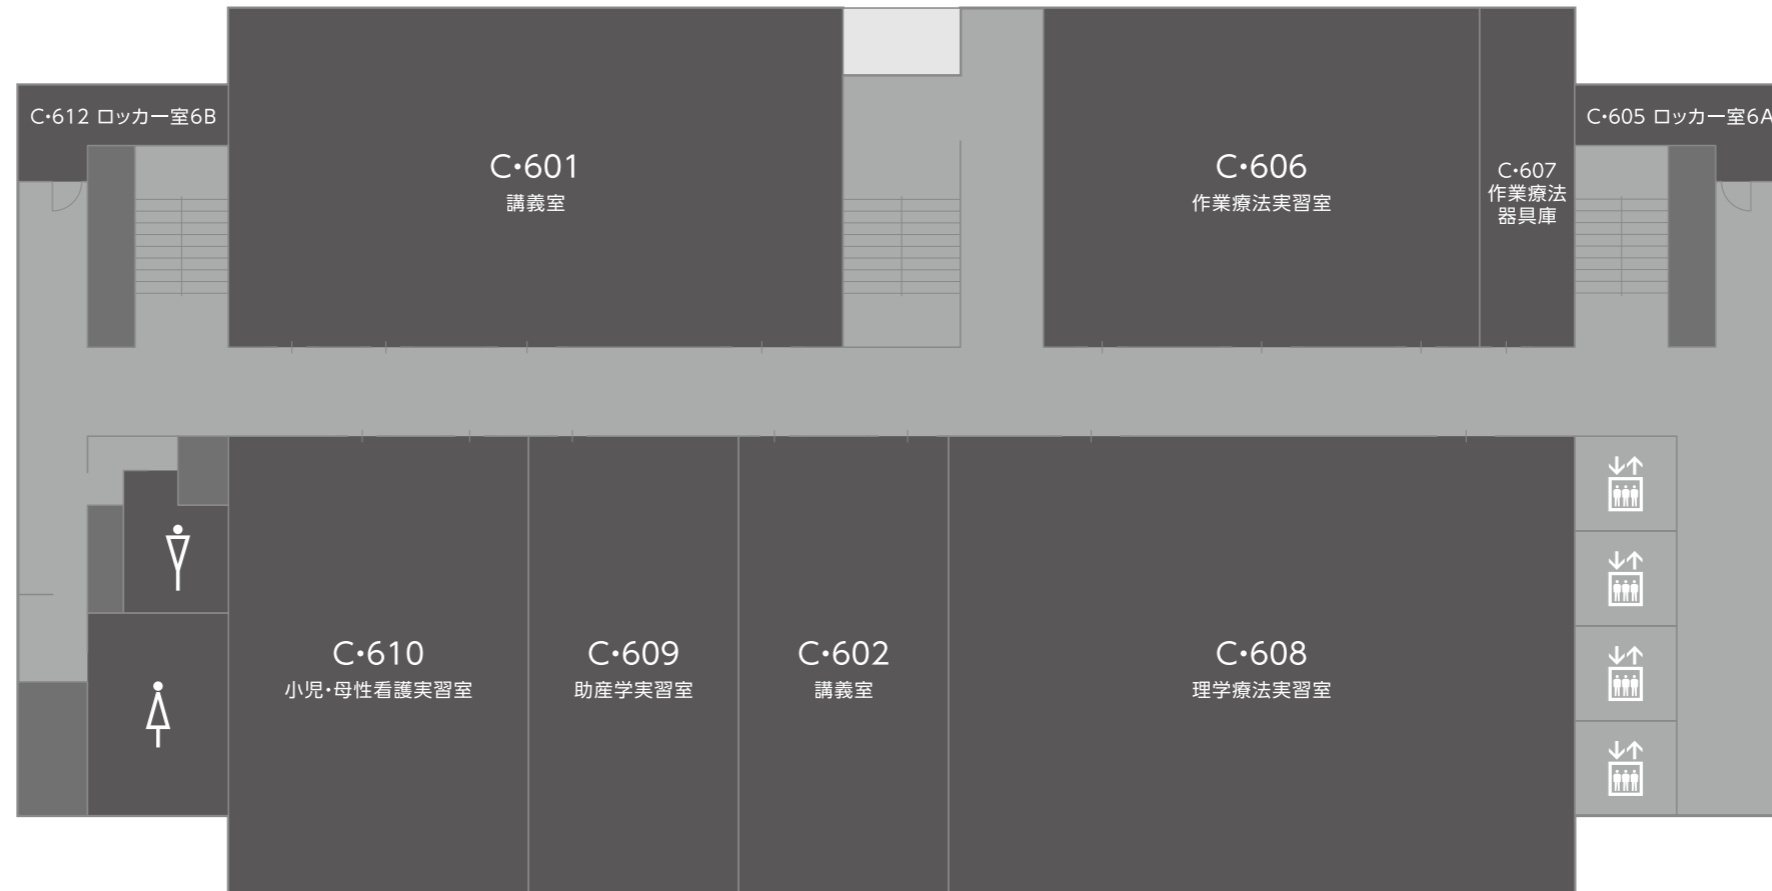 C・612 ロッカー室6B
C・601
講義室
C・606
作業療法実習室
C・607
作業療法
器具庫
C・605 ロッカー室6A
C・610
小児・母性看護実習室
C・609
助産学実習室
C・602
講義室
C・608
理学療法実習室